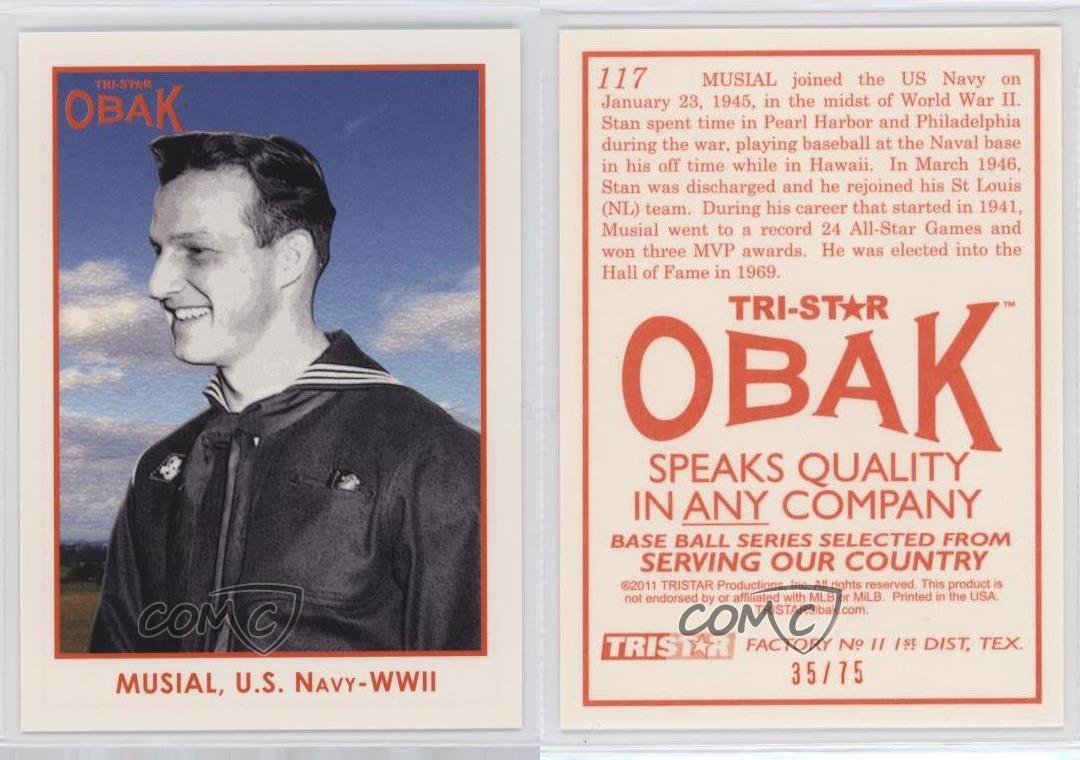 TRI-STAR
OBAK
COMC
MUSIAL, U.S. NAVY-WWII
117 MUSIAL joined the US Navy on
January 23, 1945, in the midst of World War II.
Stan spent time in Pearl Harbor and Philadelphia
during the war, playing baseball at the Naval base
in his off time while in Hawaii. In March 1946,
Stan was discharged and he rejoined his St Louis
(NL) team. During his career that started in 1941,
Musial went to a record 24 All-Star Games and
won three MVP awards. He was elected into the
Hall of Fame in 1969.
TRI-STAR
OBAK™
SPEAKS QUALITY
IN ANY COMPANY
BASE BALL SERIES SELECTED FROM
SERVING OUR COUNTRY
©2011 TRISTAR Productions, Inc. All rights reserved. This product is
not endorsed by or affiliated with MLB or MiLB. Printed in the USA.
TRISTARObak.com.
COMC
TRISTAR FACTORY No 11 1st DIST, TEX.
35/75